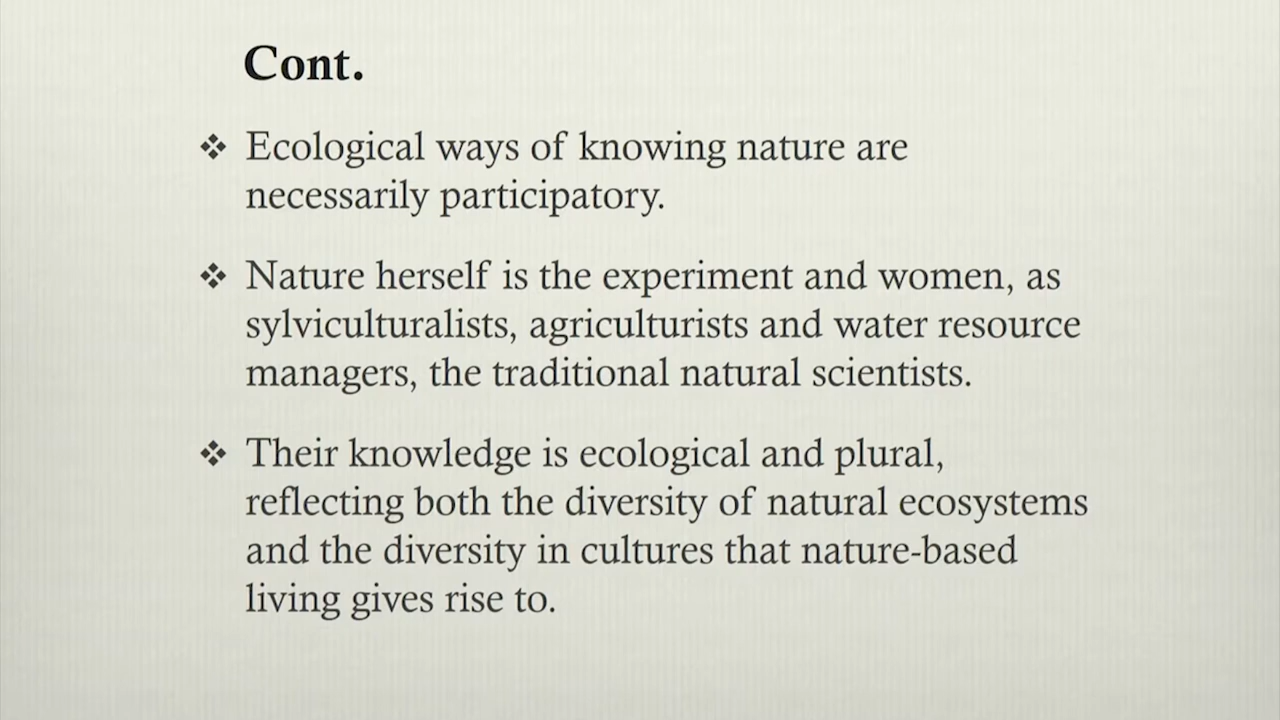 Cont.
❖ Ecological ways of knowing nature are
necessarily participatory.
❖ Nature herself is the experiment and women, as
sylviculturalists, agriculturists and water resource
managers, the traditional natural scientists.
❖ Their knowledge is ecological and plural,
reflecting both the diversity of natural ecosystems
and the diversity in cultures that nature-based
living gives rise to.